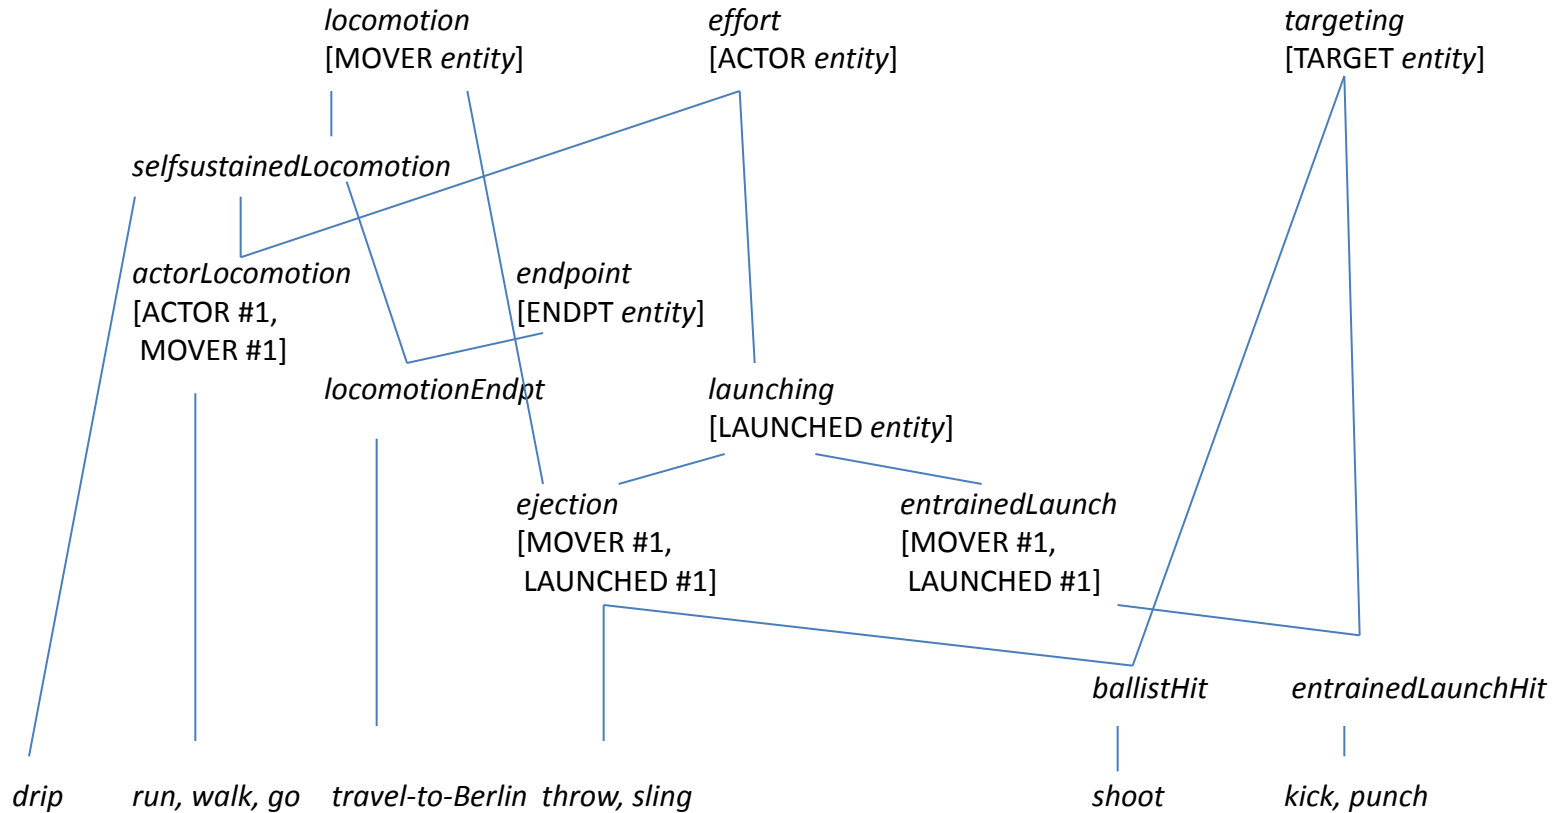 locomotion
[MOVER entity]
effort
[ACTOR entity]
targeting
[TARGET entity]
selfsustainedLocomotion
actorLocomotion
[ACTOR #1,
MOVER #1]
endpoint
[ENDPT entity]
locomotionEndpt
launching
[LAUNCHED entity]
ejection
[MOVER #1,
LAUNCHED #1]
entrainedLaunch
[MOVER #1,
LAUNCHED #1]
ballistHit
entrainedLaunchHit
drip
run, walk, go
travel-to-Berlin
throw, sling
shoot
kick, punch